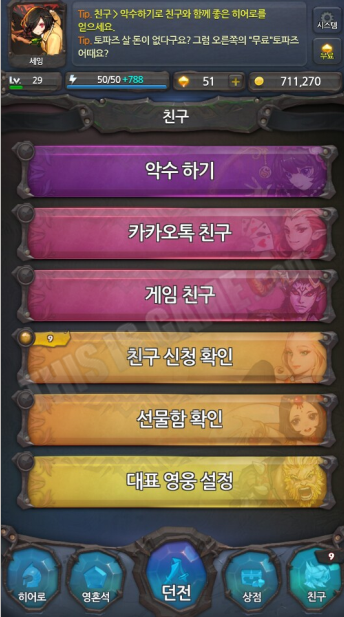 Tip. 친구 > 악수하기로 친구와 함께 좋은 히어로를
얻으세요.
Tip. 토파즈 살 돈이 없다구요? 그럼 오른쪽의 "무료"토파즈
어때요?
시스템
무료
세임
Lv. 29
50/50 +788
51
+
711,270
친구
악수 하기
카카오톡 친구
게임 친구
9
친구 신청 확인
선물함 확인
대표 영웅 설정
THIS IS GAME.com
히어로
영혼석
던전
상점
9
친구